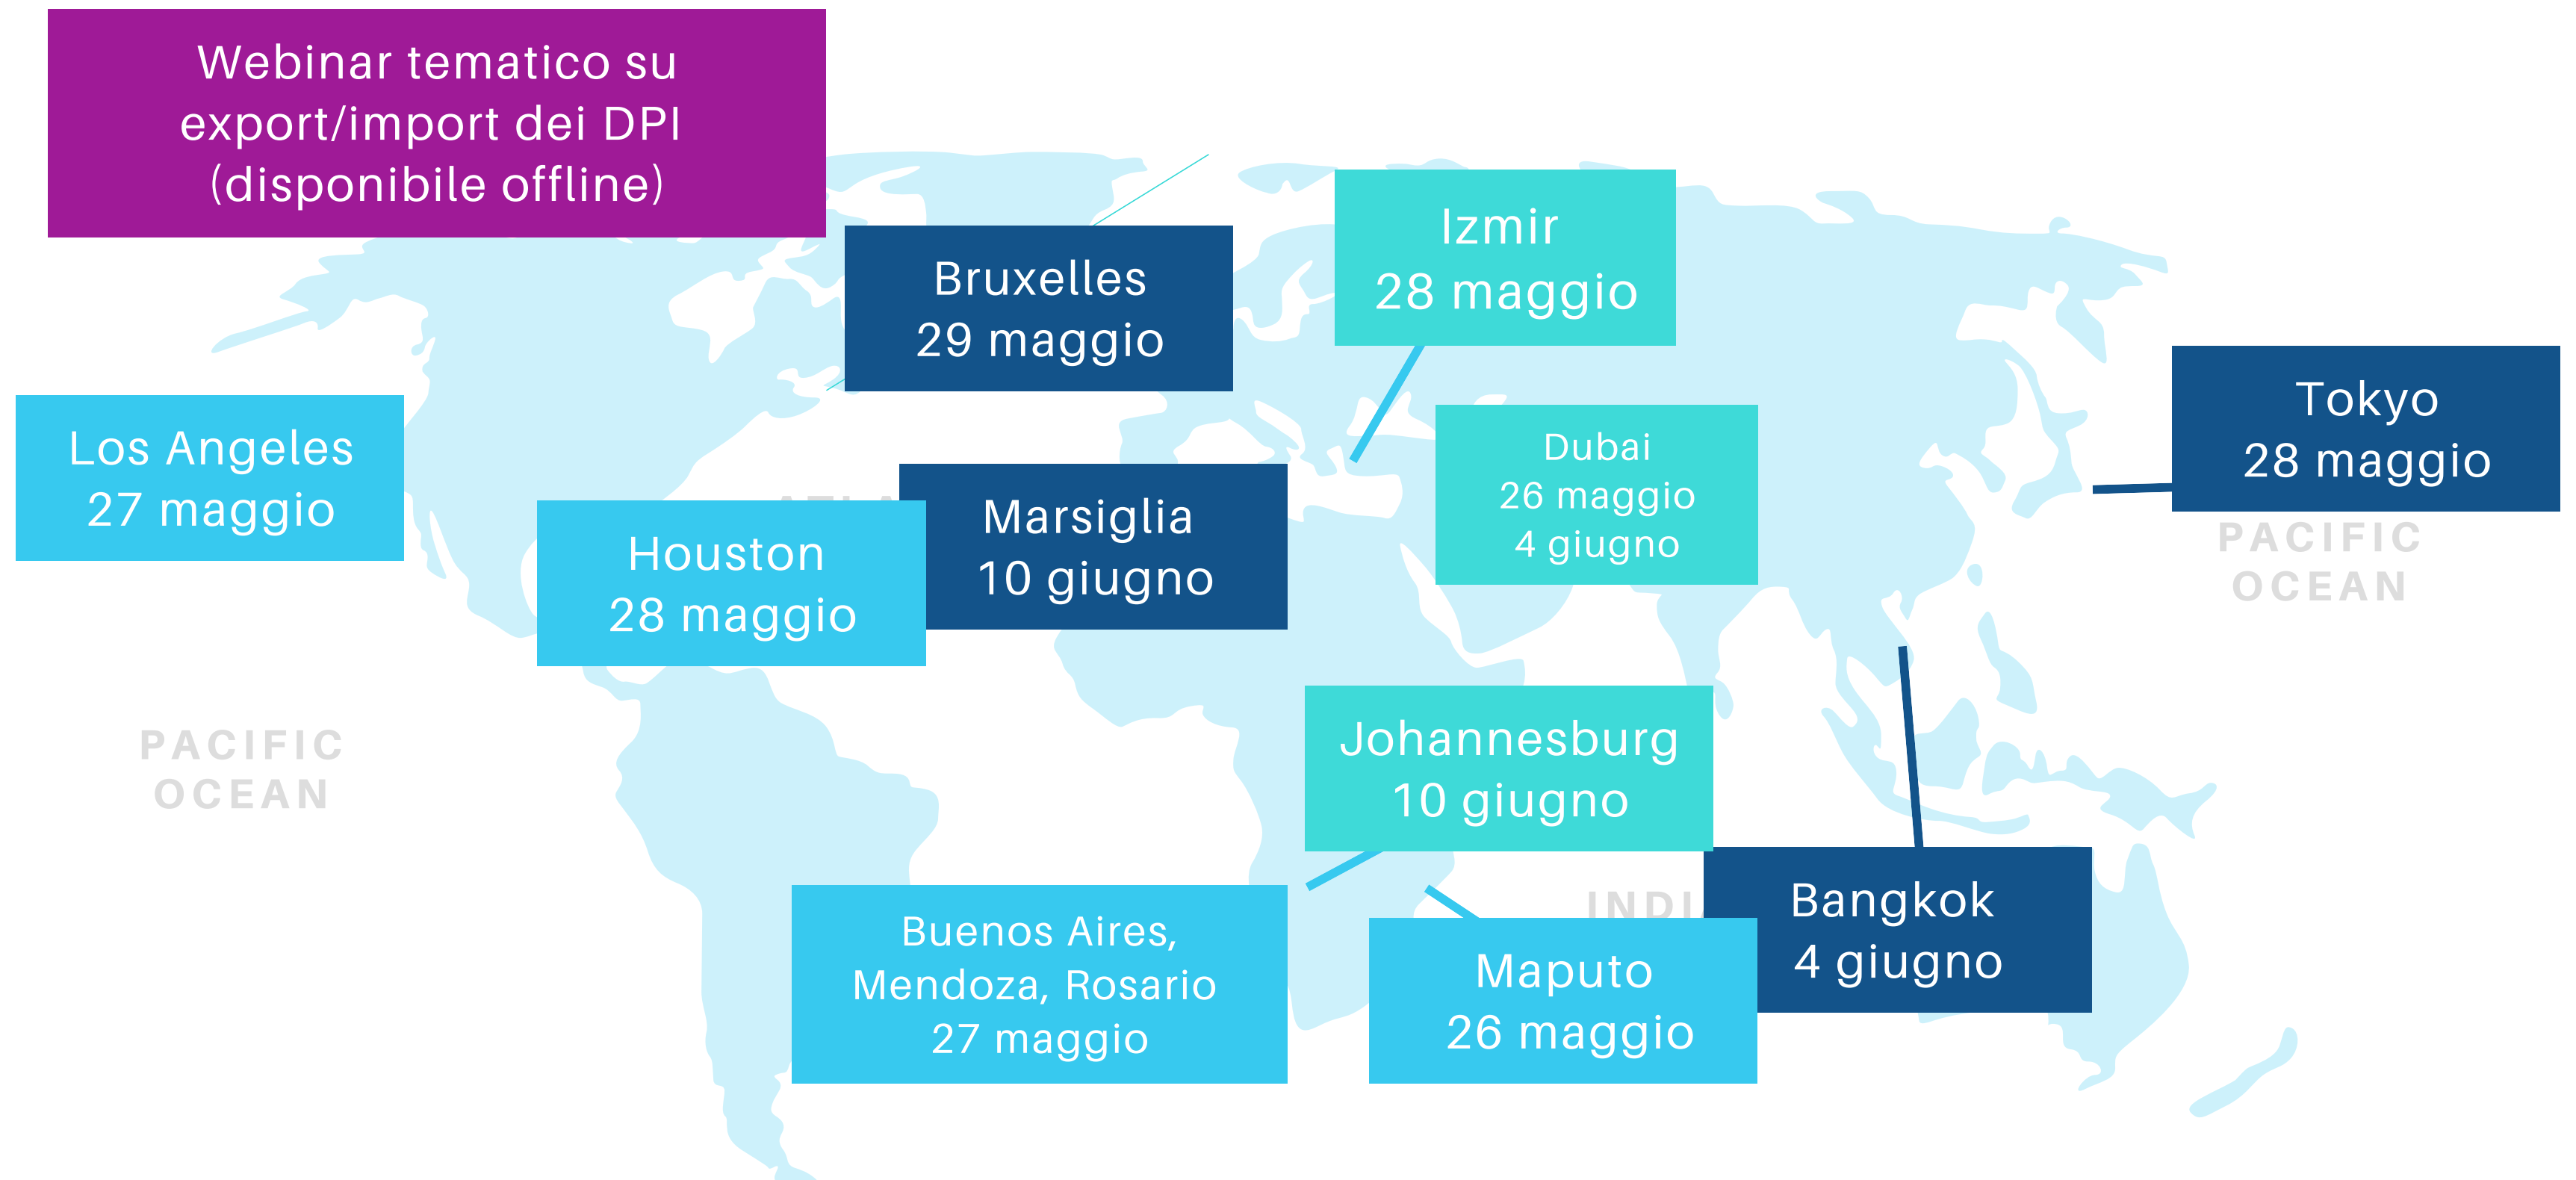 Webinar tematico su
export/import dei DPI
(disponibile offline)
Izmir
28 maggio
Bruxelles
29 maggio
Tokyo
28 maggio
Los Angeles
27 maggio
Dubai
26 maggio
4 giugno
Marsiglia
10 giugno
Houston
28 maggio
PACIFIC
OCEAN
PACIFIC
OCEAN
Johannesburg
10 giugno
Bangkok
4 giugno
Buenos Aires,
Mendoza, Rosario
27 maggio
Maputo
26 maggio